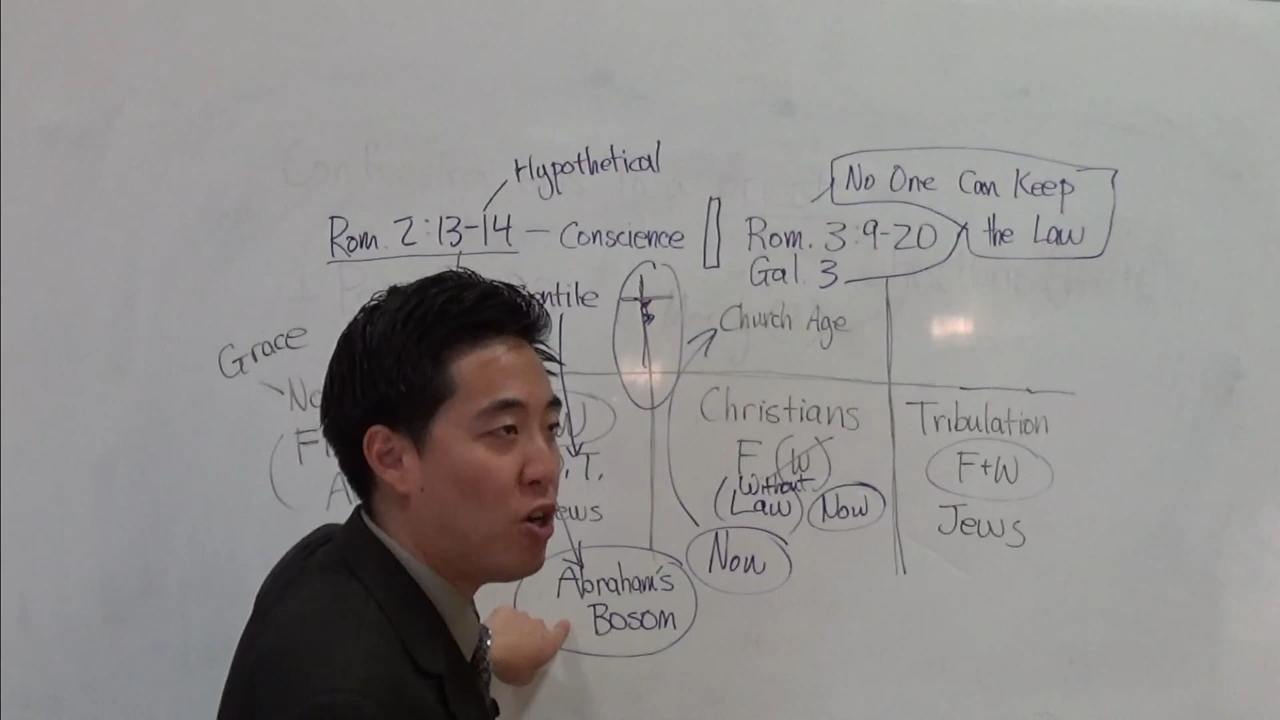 Hypothetical
Rom. 2:13-14 — Conscience
Rom. 3:9-20
Gal. 3
No One Can Keep
the Law
Church Age
Grace
Christians
F (W)
Without
(Law) Now
Now
Tribulation
F+W
Jews
Abraham's
Bosom